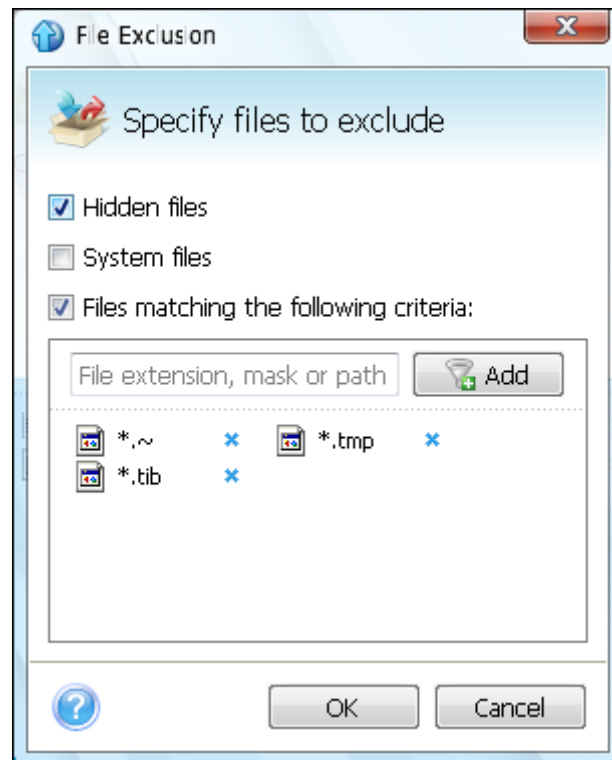 File Exclusion
Specify files to exclude
Hidden files
System files
Files matching the following criteria:
File extension, mask or path Add
*.~ *.tmp
*.tib
OK Cancel